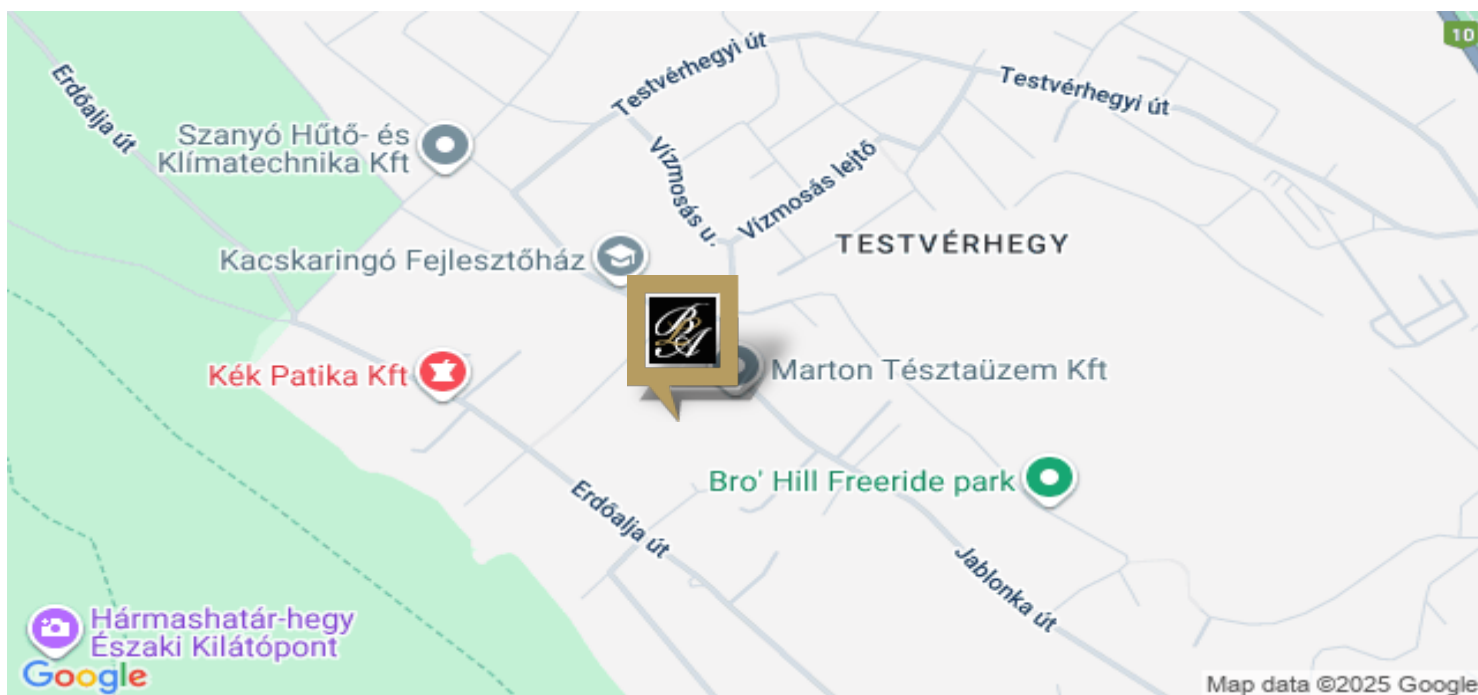 10
Testvérhegyi út
Testvérhegyi út
Erdőalja út
Szanyó Hűtő- és
Klímatechnika Kft
Vízmosás u.
Vízmosás lejtő
TESTVÉRHEGY
Kacskaringó Fejlesztőház
BLA
Kék Patika Kft
Marton Tésztaüzem Kft
Bro' Hill Freeride park
Erdőalja út
Jablonka út
Hármashatár-hegy
Északi Kilátópont
Google
Map data ©2025 Google